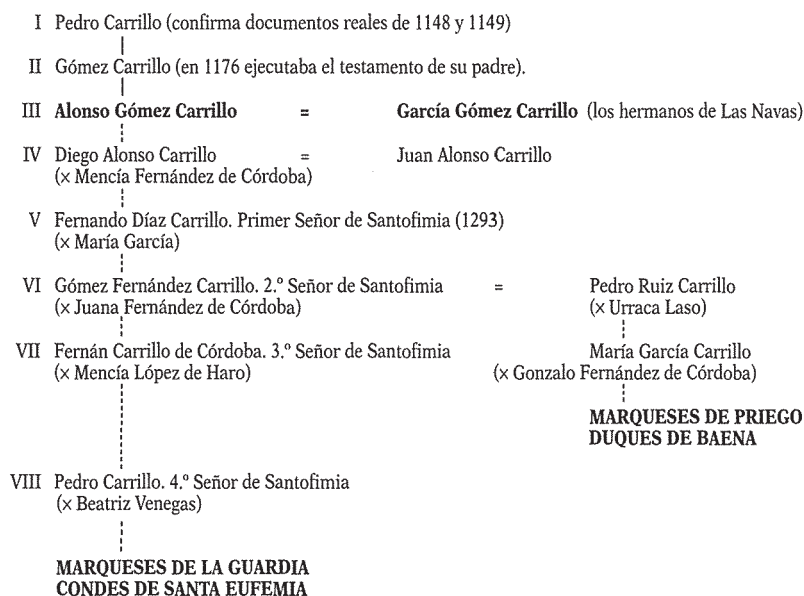 I Pedro Carrillo (confirma documentos reales de 1148 y 1149)
II Gómez Carrillo (en 1176 ejecutaba el testamento de su padre).
III Alonso Gómez Carrillo = García Gómez Carrillo (los hermanos de Las Navas)
IV Diego Alonso Carrillo = Juan Alonso Carrillo
(x Mencía Fernández de Córdoba)
V Fernando Díaz Carrillo. Primer Señor de Santofimia (1293)
(x María García)
VI Gómez Fernández Carrillo. 2.º Señor de Santofimia = Pedro Ruiz Carrillo
(x Juana Fernández de Córdoba) (x Urraca Laso)
VII Fernán Carrillo de Córdoba. 3.º Señor de Santofimia María García Carrillo
(x Mencía López de Haro) (x Gonzalo Fernández de Córdoba)
MARQUESES DE PRIEGO
DUQUES DE BAENA
VIII Pedro Carrillo. 4.º Señor de Santofimia
(x Beatriz Venegas)
MARQUESES DE LA GUARDIA
CONDES DE SANTA EUFEMIA